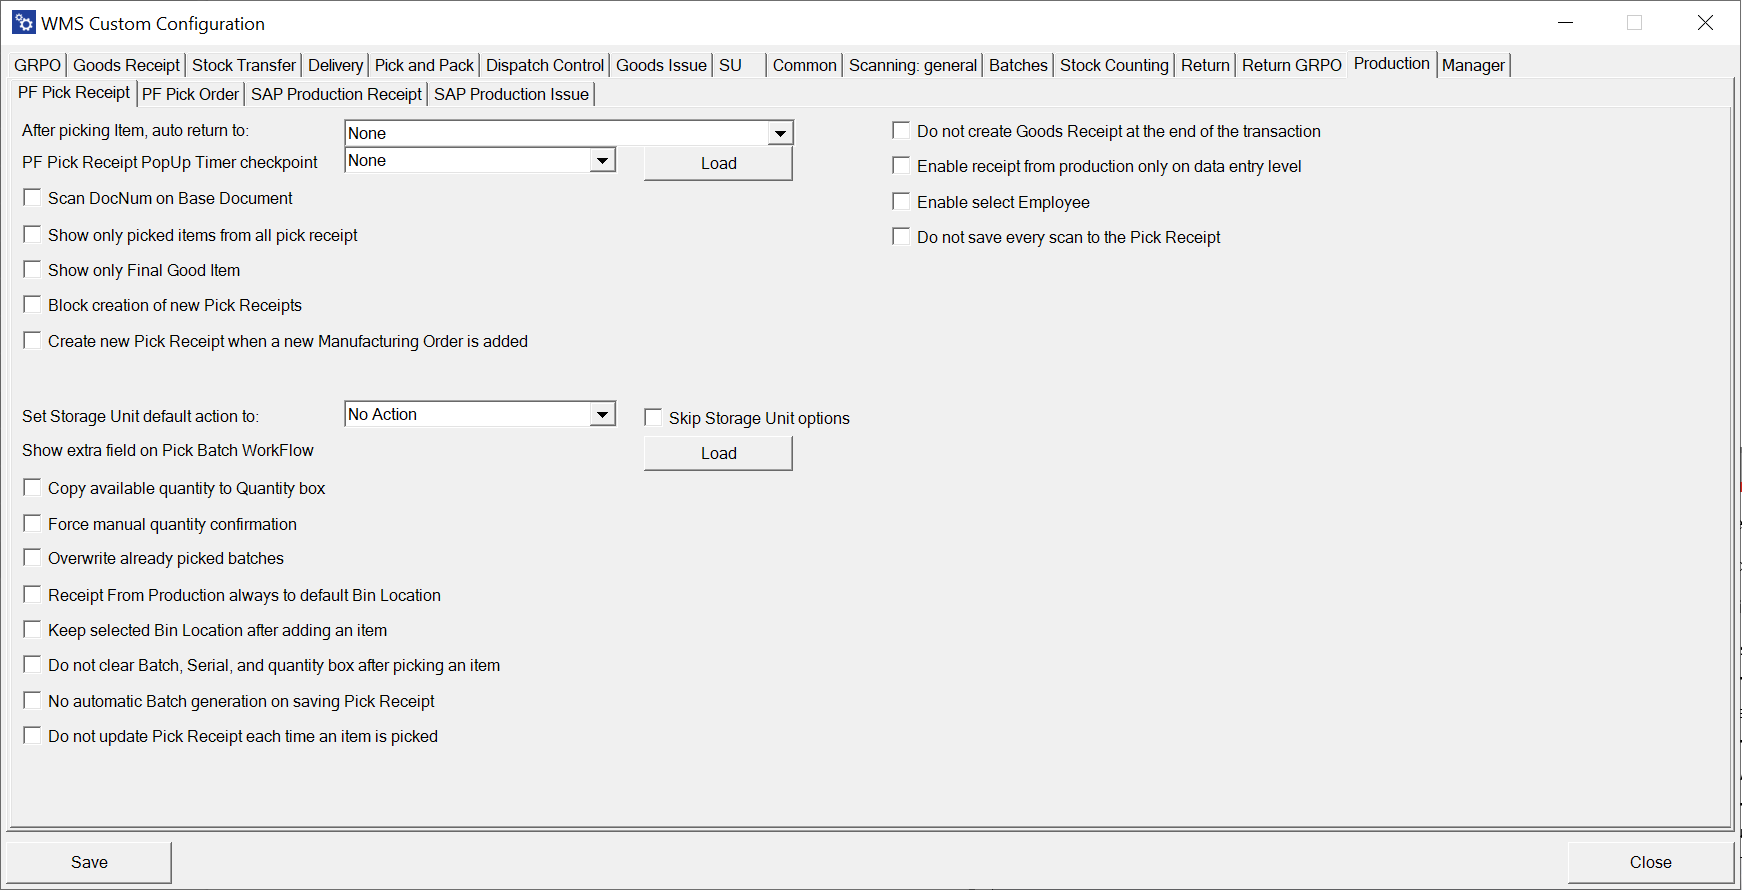 WMS Custom Configuration
GRPO Goods Receipt Stock Transfer Delivery Pick and Pack Dispatch Control Goods Issue SU Common Scanning: general Batches Stock Counting Return Return GRPO Production Manager
PF Pick Receipt PF Pick Order SAP Production Receipt SAP Production Issue
After picking Item, auto return to: None
PF Pick Receipt PopUp Timer checkpoint None Load
Scan DocNum on Base Document
Show only picked items from all pick receipt
Show only Final Good Item
Block creation of new Pick Receipts
Create new Pick Receipt when a new Manufacturing Order is added
Do not create Goods Receipt at the end of the transaction
Enable receipt from production only on data entry level
Enable select Employee
Do not save every scan to the Pick Receipt
Set Storage Unit default action to: No Action Skip Storage Unit options
Show extra field on Pick Batch WorkFlow Load
Copy available quantity to Quantity box
Force manual quantity confirmation
Overwrite already picked batches
Receipt From Production always to default Bin Location
Keep selected Bin Location after adding an item
Do not clear Batch, Serial, and quantity box after picking an item
No automatic Batch generation on saving Pick Receipt
Do not update Pick Receipt each time an item is picked
Save Close